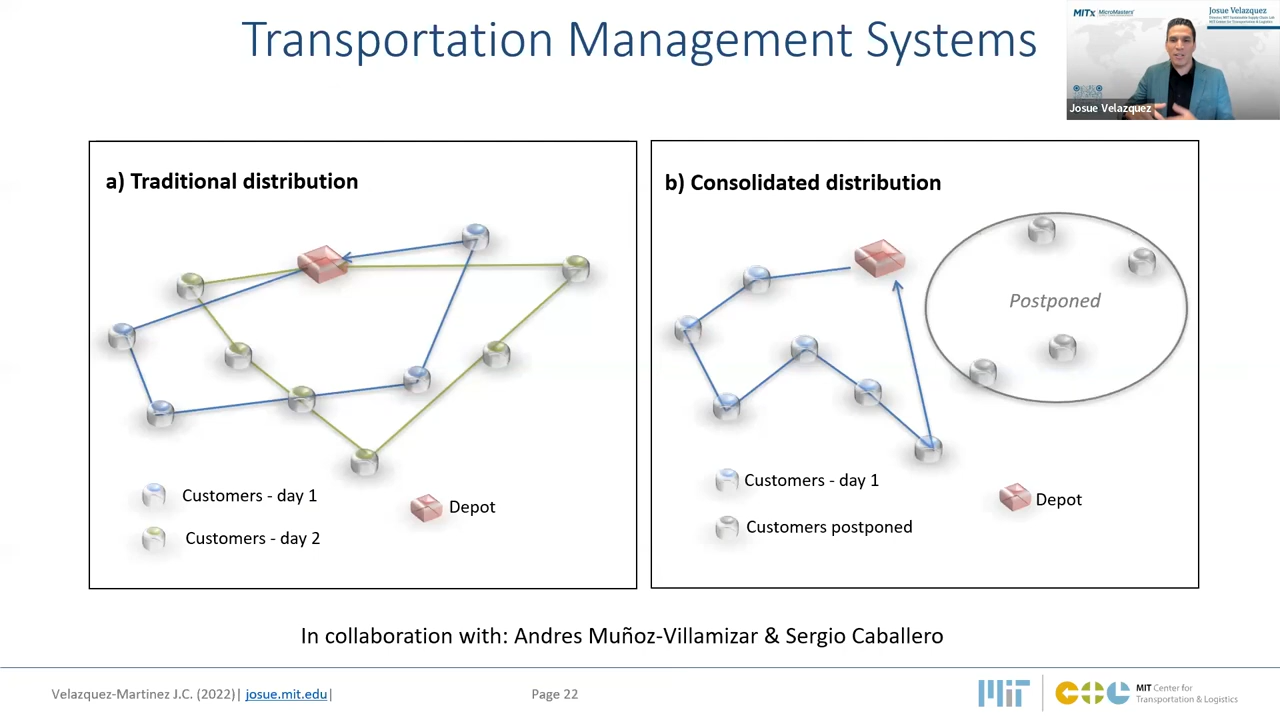 Transportation Management Systems
MITx MicroMasters
Josue Velazquez
Josue Velazquez
a) Traditional distribution
Customers - day 1
Customers - day 2
Depot
b) Consolidated distribution
Postponed
Customers - day 1
Customers postponed
Depot
In collaboration with: Andres Muñoz-Villamizar & Sergio Caballero
Velazquez-Martinez J.C. (2022)| josue.mit.edu|
Page 22
MIT
MIT Center for
Transportation & Logistics